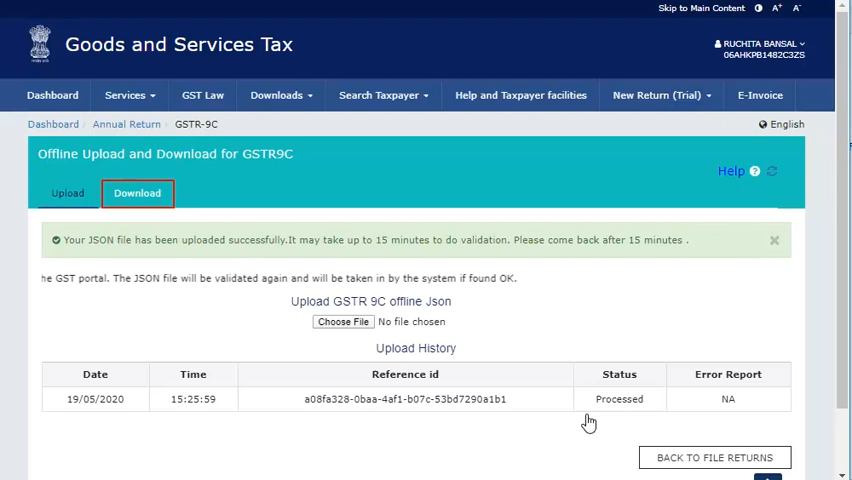 Skip to Main Content A+ A-
Goods and Services Tax
RUCHITA BANSAL
06AHKPB1482C3ZS
Dashboard Services GST Law Downloads Search Taxpayer Help and Taxpayer facilities New Return (Trial) E-Invoice
Dashboard / Annual Return / GSTR-9C English
Offline Upload and Download for GSTR9C
Help ?
Upload Download
Your JSON file has been uploaded successfully.It may take up to 15 minutes to do validation. Please come back after 15 minutes .
he GST portal. The JSON file will be validated again and will be taken in by the system if found OK.
Upload GSTR 9C offline Json
Choose File No file chosen
Upload History
Date Time Reference id Status Error Report
19/05/2020 15:25:59 a08fa328-0baa-4af1-b07c-53bd7290a1b1 Processed NA
BACK TO FILE RETURNS